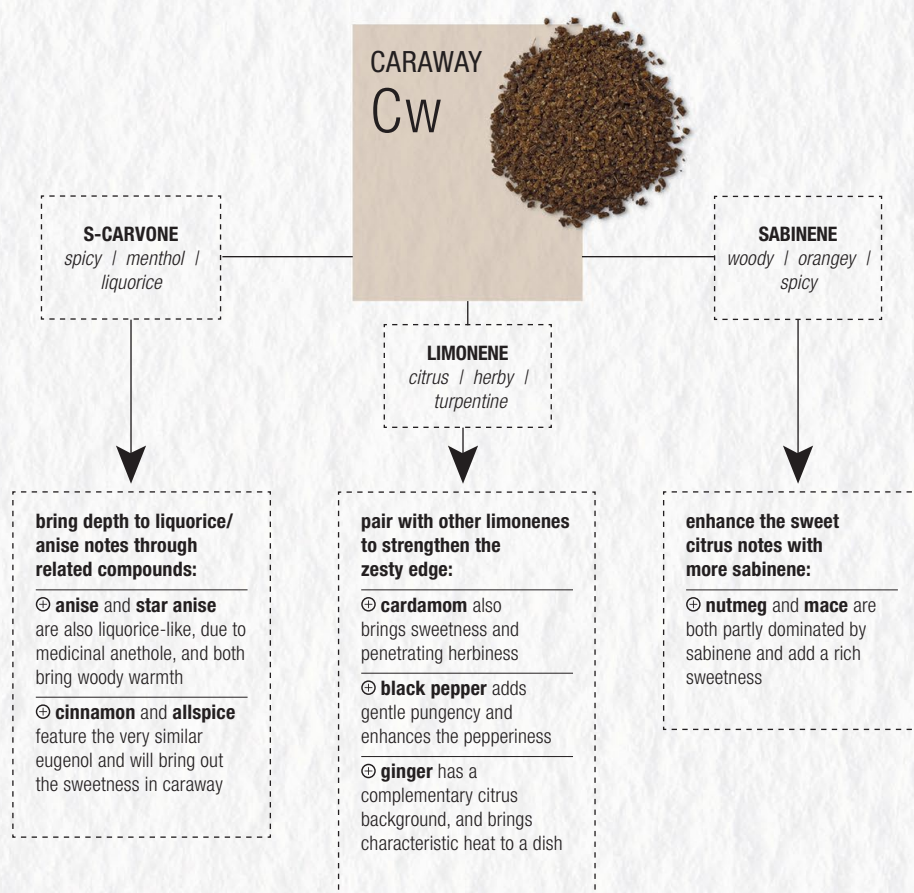 CARAWAY
Cw
S-CARVONE
spicy | menthol |
liquorice
LIMONENE
citrus | herby |
turpentine
SABINENE
woody | orangey |
spicy
bring depth to liquorice/
anise notes through
related compounds:
⊕ anise and star anise
are also liquorice-like, due to
medicinal anethole, and both
bring woody warmth
⊕ cinnamon and allspice
feature the very similar
eugenol and will bring out
the sweetness in caraway
pair with other limonenes
to strengthen the
zesty edge:
⊕ cardamom also
brings sweetness and
penetrating herbiness
⊕ black pepper adds
gentle pungency and
enhances the pepperiness
⊕ ginger has a
complementary citrus
background, and brings
characteristic heat to a dish
enhance the sweet
citrus notes with
more sabinene:
⊕ nutmeg and mace are
both partly dominated by
sabinene and add a rich
sweetness